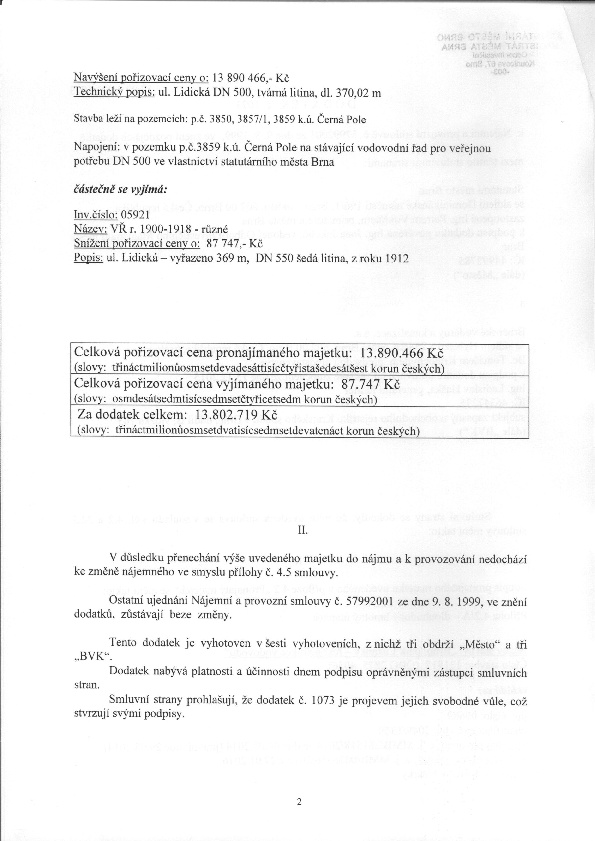 Navýšení pořizovací ceny o: 13 890 466,- Kč
Technický popis: ul. Lidická DN 500, tvárná litina, dl. 370,02 m
Stavba leží na pozemcích: p.č. 3850, 3857/1, 3859 k.ú. Černá Pole
Napojení: v pozemku p.č.3859 k.ú. Černá Pole na stávající vodovodní řad pro veřejnou
potřebu DN 500 ve vlastnictví statutárního města Brna
částečně se vyjímá:
Inv.číslo: 05921
Název: VŘ r. 1900-1918 - různé
Snížení pořizovací ceny o: 87 747,- Kč
Popis: ul. Lidická – vyřazeno 369 m, DN 550 šedá litina, z roku 1912
Celková pořizovací cena pronajímaného majetku: 13.890.466 Kč
(slovy: třináctmilionůosmsetdevadesáttisícčtyřistašedesátšest korun českých)
Celková pořizovací cena vyjímaného majetku: 87.747 Kč
(slovy: osmdesátsedmtisícsedmsetčtyřicetsedm korun českých)
Za dodatek celkem: 13.802.719 Kč
(slovy: třináctmilionůosmsetdvatisícsedmsetdevatenáct korun českých)
II.
V důsledku přenechání výše uvedeného majetku do nájmu a k provozování nedochází
ke změně nájemného ve smyslu přílohy č. 4.5 smlouvy.
Ostatní ujednání Nájemní a provozní smlouvy č. 57992001 ze dne 9. 8. 1999, ve znění
dodatků, zůstávají beze změny.
Tento dodatek je vyhotoven v šesti vyhotoveních, z nichž tři obdrží „Město“ a tři
„BVK“.
Dodatek nabývá platnosti a účinnosti dnem podpisu oprávněnými zástupci smluvních
stran.
Smluvní strany prohlašují, že dodatek č. 1073 je projevem jejich svobodné vůle, což
stvrzují svými podpisy.
2